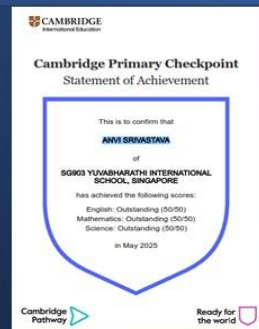 CAMBRIDGE
International Education
Cambridge Primary Checkpoint
Statement of Achievement
This is to confirm that
ANVI SRIVASTAVA
of
SG903 YUVABHARATHI INTERNATIONAL
SCHOOL, SINGAPORE
has achieved the following scores:
English: Outstanding (50/50)
Mathematics: Outstanding (50/50)
Science: Outstanding (50/50)
in May 2025
Cambridge
Pathway
Ready for
the world